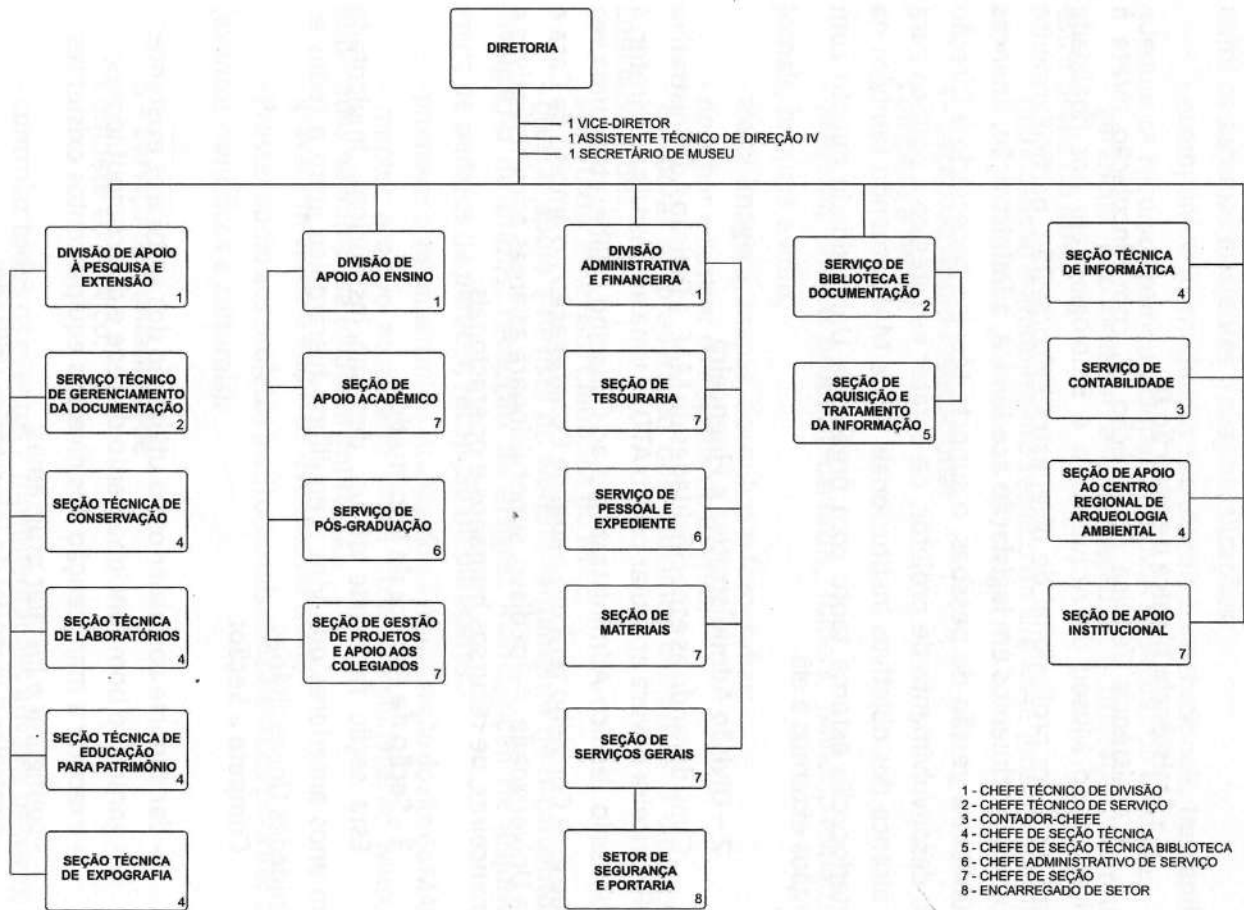 DIRETORIA
1 VICE-DIRETOR
1 ASSISTENTE TÉCNICO DE DIREÇÃO IV
1 SECRETÁRIO DE MUSEU
DIVISÃO DE APOIO
À PESQUISA E
EXTENSÃO
1
SERVIÇO TÉCNICO
DE GERENCIAMENTO
DA DOCUMENTAÇÃO
2
SEÇÃO TÉCNICA DE
CONSERVAÇÃO
4
SEÇÃO TÉCNICA
DE LABORATÓRIOS
4
SEÇÃO TÉCNICA DE
EDUCAÇÃO
PARA PATRIMÔNIO
4
SEÇÃO TÉCNICA
DE EXPOGRAFIA
4
DIVISÃO DE
APOIO AO ENSINO
1
SEÇÃO DE
APOIO ACADÊMICO
7
SERVIÇO DE
PÓS-GRADUAÇÃO
6
SEÇÃO DE GESTÃO
DE PROJETOS
E APOIO AOS
COLEGIADOS
7
DIVISÃO
ADMINISTRATIVA
E FINANCEIRA
1
SEÇÃO DE
TESOURARIA
7
SERVIÇO DE
PESSOAL E
EXPEDIENTE
6
SEÇÃO DE
MATERIAIS
7
SEÇÃO DE
SERVIÇOS GERAIS
7
SETOR DE
SEGURANÇA
E PORTARIA
8
SERVIÇO DE
BIBLIOTECA E
DOCUMENTAÇÃO
2
SEÇÃO DE
AQUISIÇÃO E
TRATAMENTO
DA INFORMAÇÃO
5
SEÇÃO TÉCNICA
DE INFORMÁTICA
4
SERVIÇO DE
CONTABILIDADE
3
SEÇÃO DE APOIO
AO CENTRO
REGIONAL DE
ARQUEOLOGIA
AMBIENTAL
4
SEÇÃO DE APOIO
INSTITUCIONAL
7
1 - CHEFE TÉCNICO DE DIVISÃO
2 - CHEFE TÉCNICO DE SERVIÇO
3 - CONTADOR-CHEFE
4 - CHEFE DE SEÇÃO TÉCNICA
5 - CHEFE DE SEÇÃO TÉCNICA BIBLIOTECA
6 - CHEFE ADMINISTRATIVO DE SERVIÇO
7 - CHEFE DE SEÇÃO
8 - ENCARREGADO DE SETOR